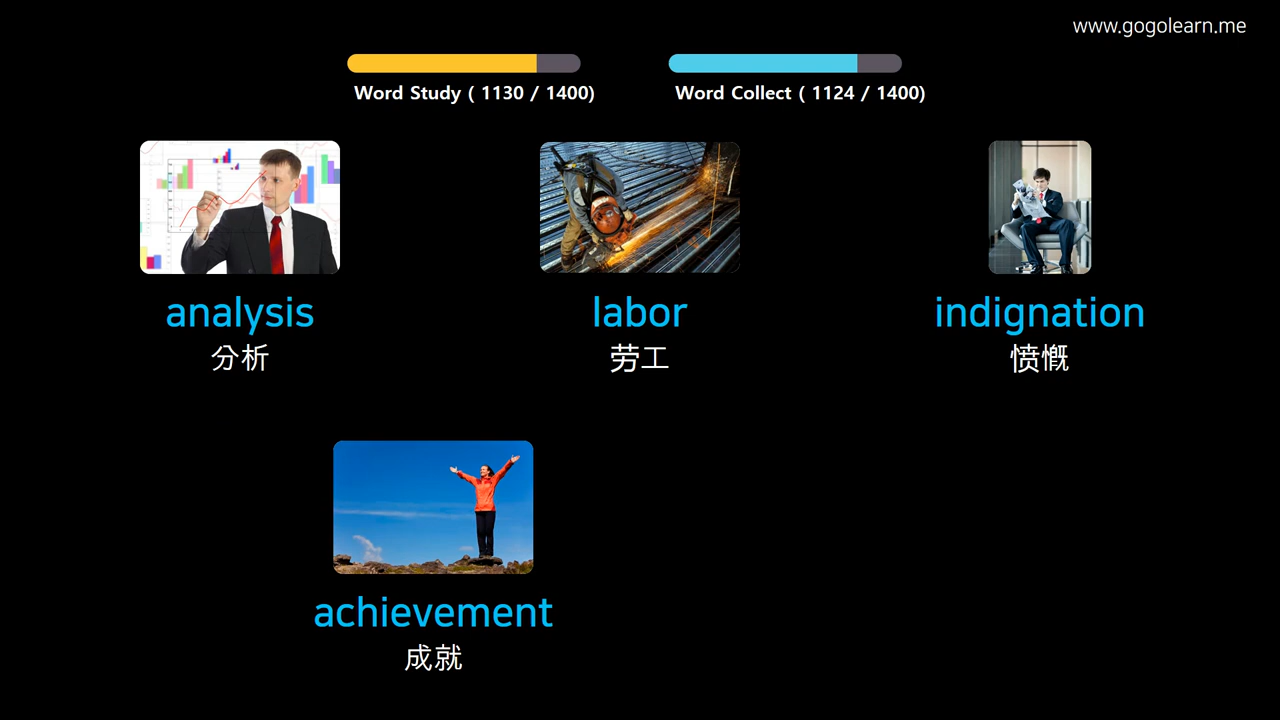 www.gogolearn.me
Word Study ( 1130 / 1400)
Word Collect ( 1124 / 1400)
analysis
分析
labor
劳工
indignation
愤慨
achievement
成就